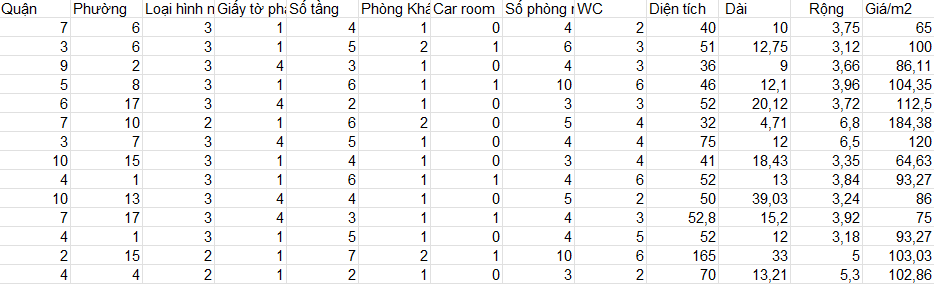 Quận Phường Loại hình n Giấy tờ phá Số tầng Phòng Khá Car room Số phòng n WC Diện tích Dài Rộng Giá/m2
7 6 3 1 4 1 0 4 2 40 10 3,75 65
3 6 3 1 5 2 1 6 3 51 12,75 3,12 100
9 2 3 4 3 1 0 4 3 36 9 3,66 86,11
5 8 3 1 6 1 1 10 6 46 12,1 3,96 104,35
6 17 3 4 2 1 0 3 3 52 20,12 3,72 112,5
7 10 2 1 6 2 0 5 4 32 4,71 6,8 184,38
3 7 3 4 5 1 0 4 4 75 12 6,5 120
10 15 3 1 4 1 0 3 4 41 18,43 3,35 64,63
4 1 3 1 6 1 1 4 6 52 13 3,84 93,27
10 13 3 4 4 1 0 5 2 50 39,03 3,24 86
7 17 3 4 3 1 1 4 3 52,8 15,2 3,92 75
4 1 3 1 5 1 0 4 5 52 12 3,18 93,27
2 15 2 1 7 2 1 10 6 165 33 5 103,03
4 4 2 1 2 1 0 3 2 70 13,21 5,3 102,86